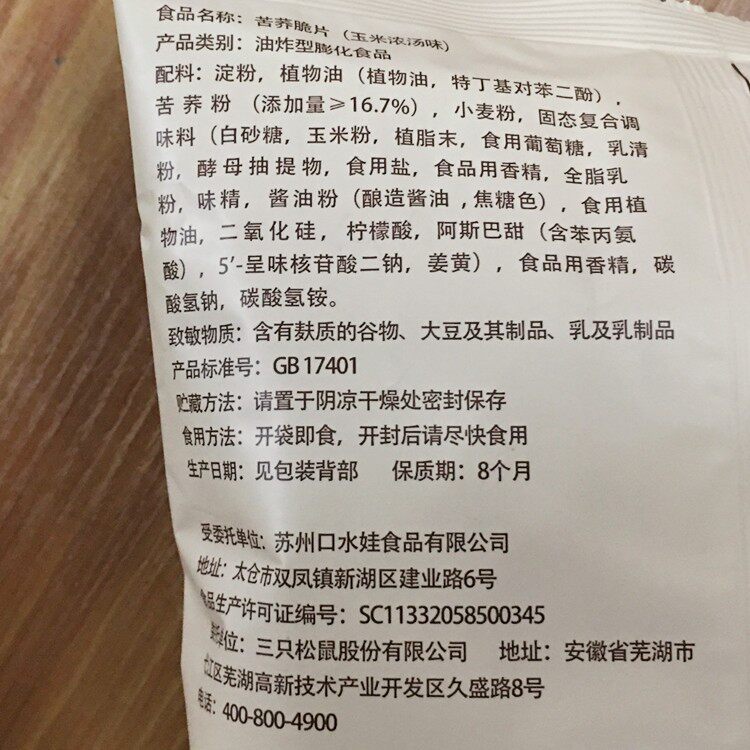 食品名称：苦荞脆片（玉米浓汤味）
产品类别：油炸型膨化食品
配料：淀粉，植物油（植物油，特丁基对苯二酚），
苦荞粉（添加量≥16.7%），小麦粉，固态复合调
味料（白砂糖，玉米粉，植脂末，食用葡萄糖，乳清
粉，酵母抽提物，食用盐，食品用香精，全脂乳
粉，味精，酱油粉（酿造酱油，焦糖色），食用植
物油，二氧化硅，柠檬酸，阿斯巴甜（含苯丙氨
酸），5’-呈味核苷酸二钠，姜黄），食品用香精，碳
酸氢钠，碳酸氢铵。
致敏物质：含有麸质的谷物、大豆及其制品、乳及乳制品
产品标准号：GB 17401
贮藏方法：请置于阴凉干燥处密封保存
食用方法：开袋即食，开封后请尽快食用
生产日期：见包装背部 保质期：8个月
受委托单位：苏州口水娃食品有限公司
地址：太仓市双凤镇新湖区建业路6号
食品生产许可证编号：SC11332058500345
单位：三只松鼠股份有限公司 地址：安徽省芜湖市
江区芜湖高新技术产业开发区久盛路8号
电话：400-800-4900